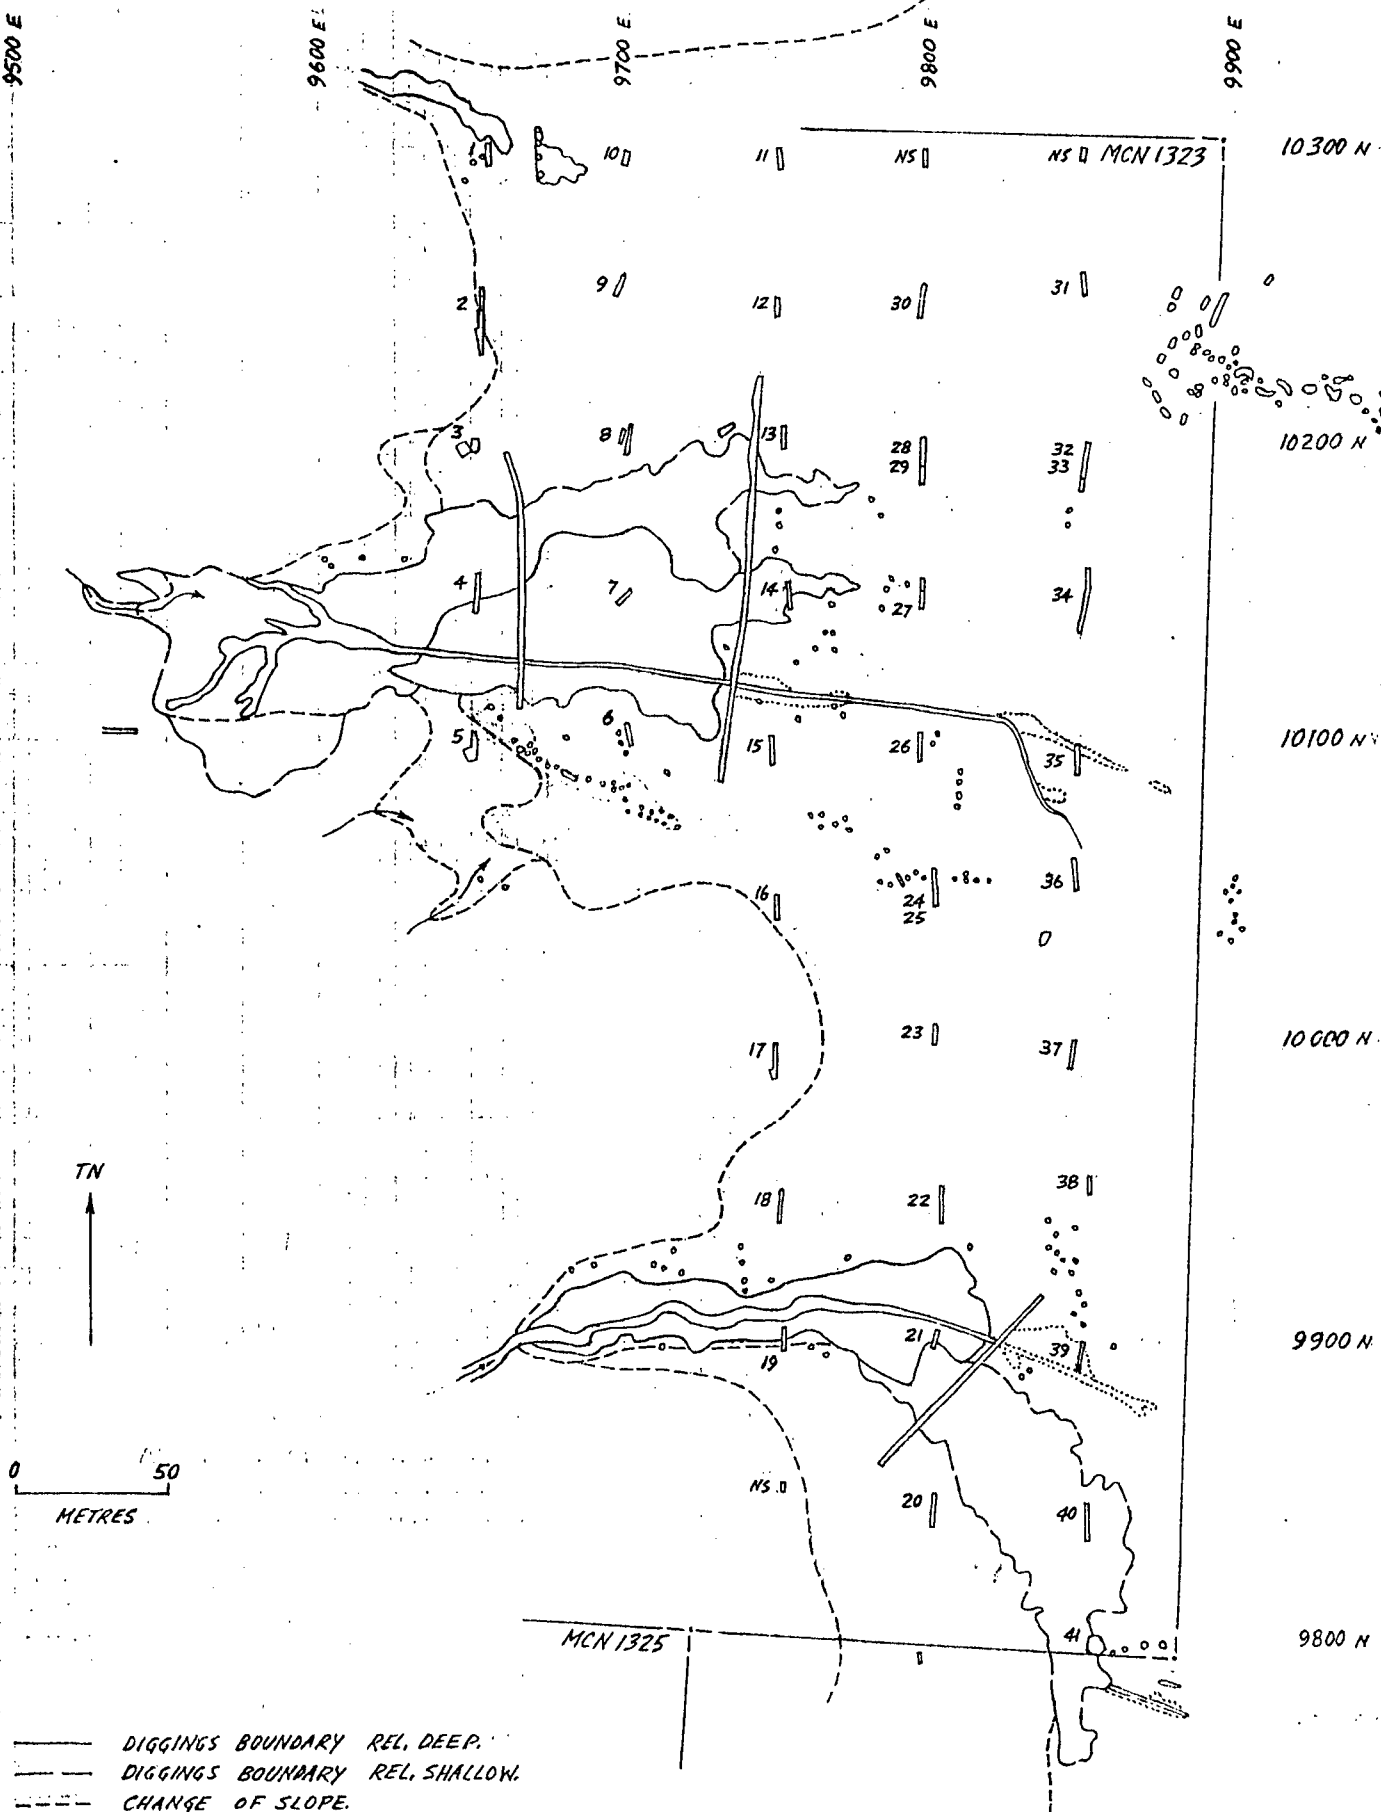 9500 E
9600 E
9700 E
9800 E
9900 E
10 11 NS NS MCN 1323 10300 N
2 9 12 30 31
3 8 13 28 32 10200 N
29 33
4 7 14 27 34
5 6 15 26 35 10100 N
16 24 36
25
17 23 37 10000 N
TN
18 22 38
19 21 39 9900 N
0 50
METRES
NS 20 40
MCN 1325 41 9800 N
DIGGINGS BOUNDARY REL. DEEP.
DIGGINGS BOUNDARY REL. SHALLOW.
CHANGE OF SLOPE.